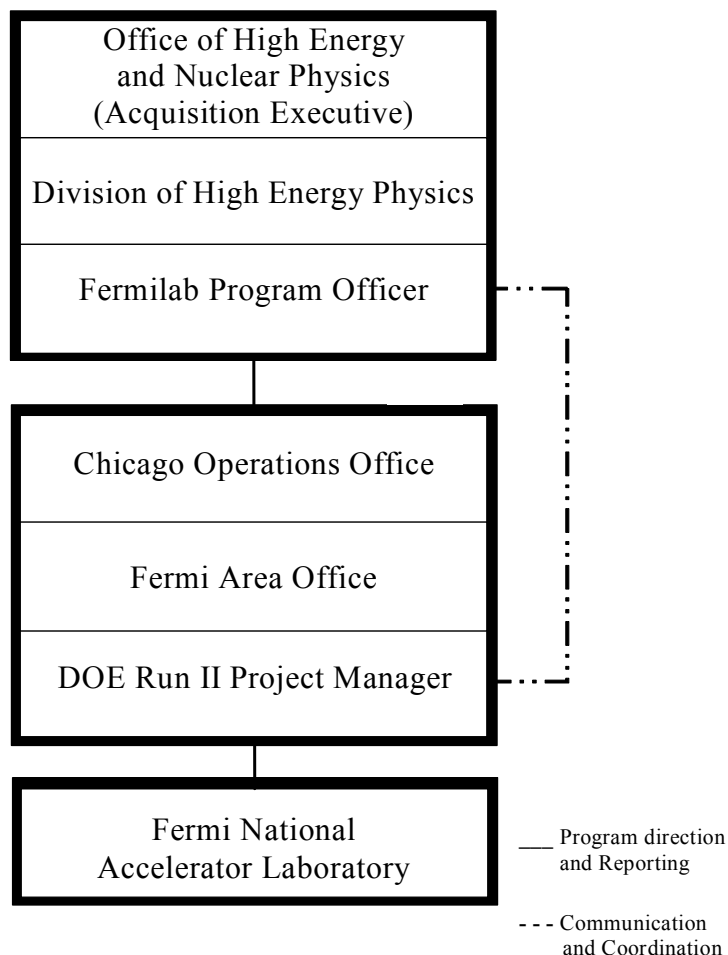 Office of High Energy
and Nuclear Physics
(Acquisition Executive)
Division of High Energy Physics
Fermilab Program Officer
Chicago Operations Office
Fermi Area Office
DOE Run II Project Manager
Fermi National
Accelerator Laboratory
Program direction
and Reporting
Communication
and Coordination